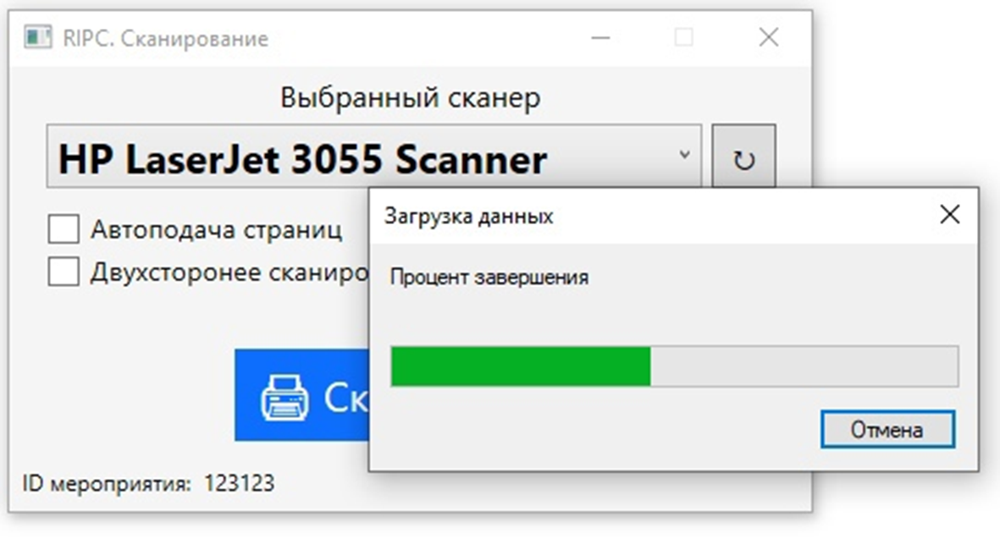 RIPC. Сканирование
Выбранный сканер
HP LaserJet 3055 Scanner
Автоподача страниц
Двухсторонее сканиро
Ск
ID мероприятия: 123123
Загрузка данных
Процент завершения
Отмена